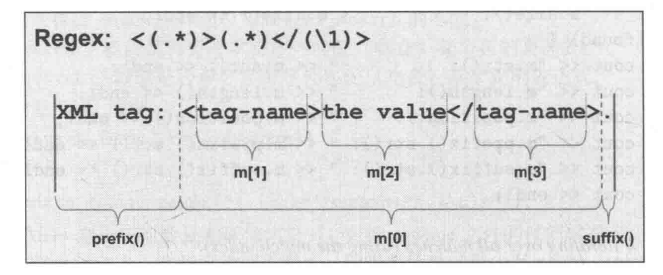 Regex: <(.*)>(.*)</(\1)>
XML tag: <tag-name>the value</tag-name>
m[1] m[2] m[3]
prefix() m[0] suffix()